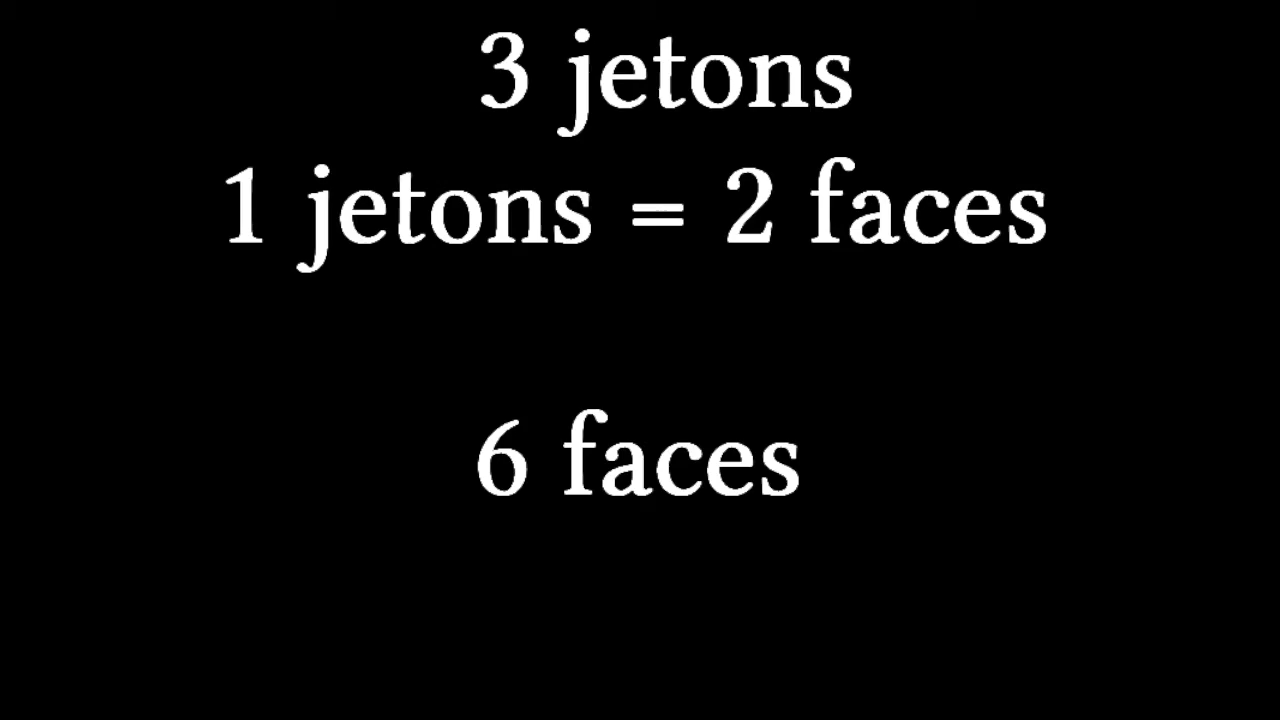 3 jetons
1 jetons = 2 faces
6 faces